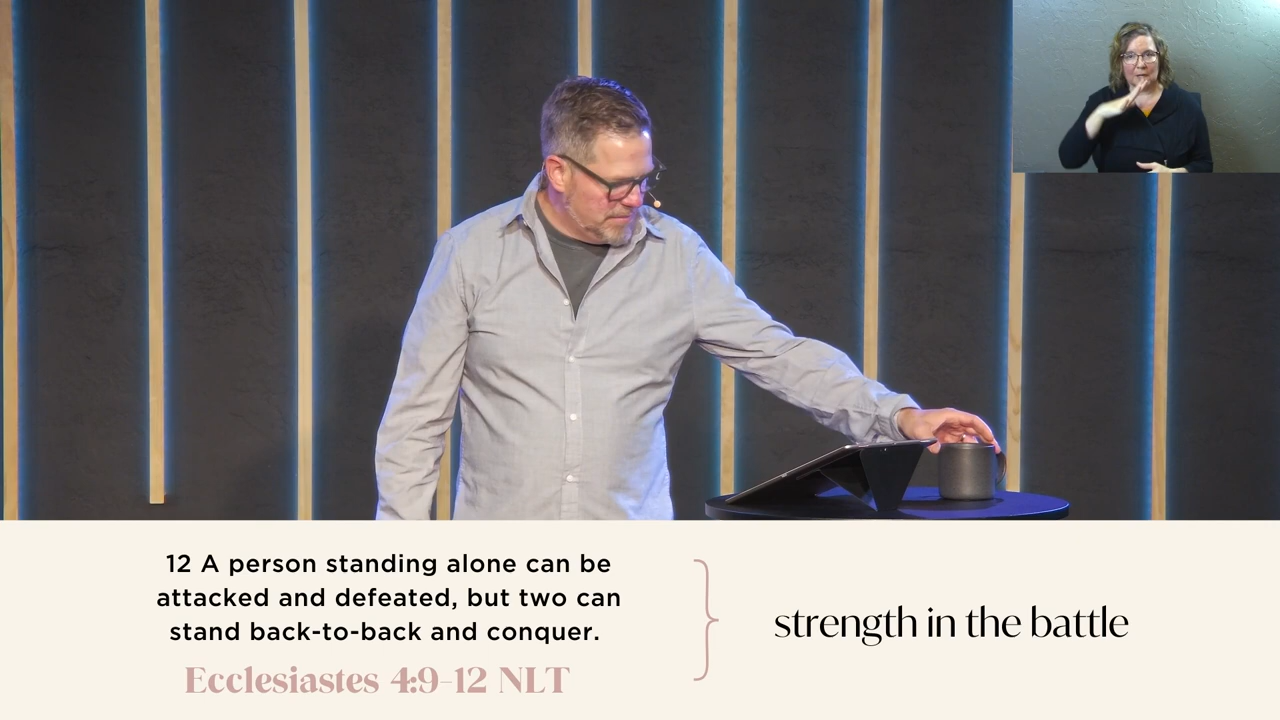 12 A person standing alone can be
attacked and defeated, but two can
stand back-to-back and conquer.
Ecclesiastes 4:9-12 NLT
strength in the battle